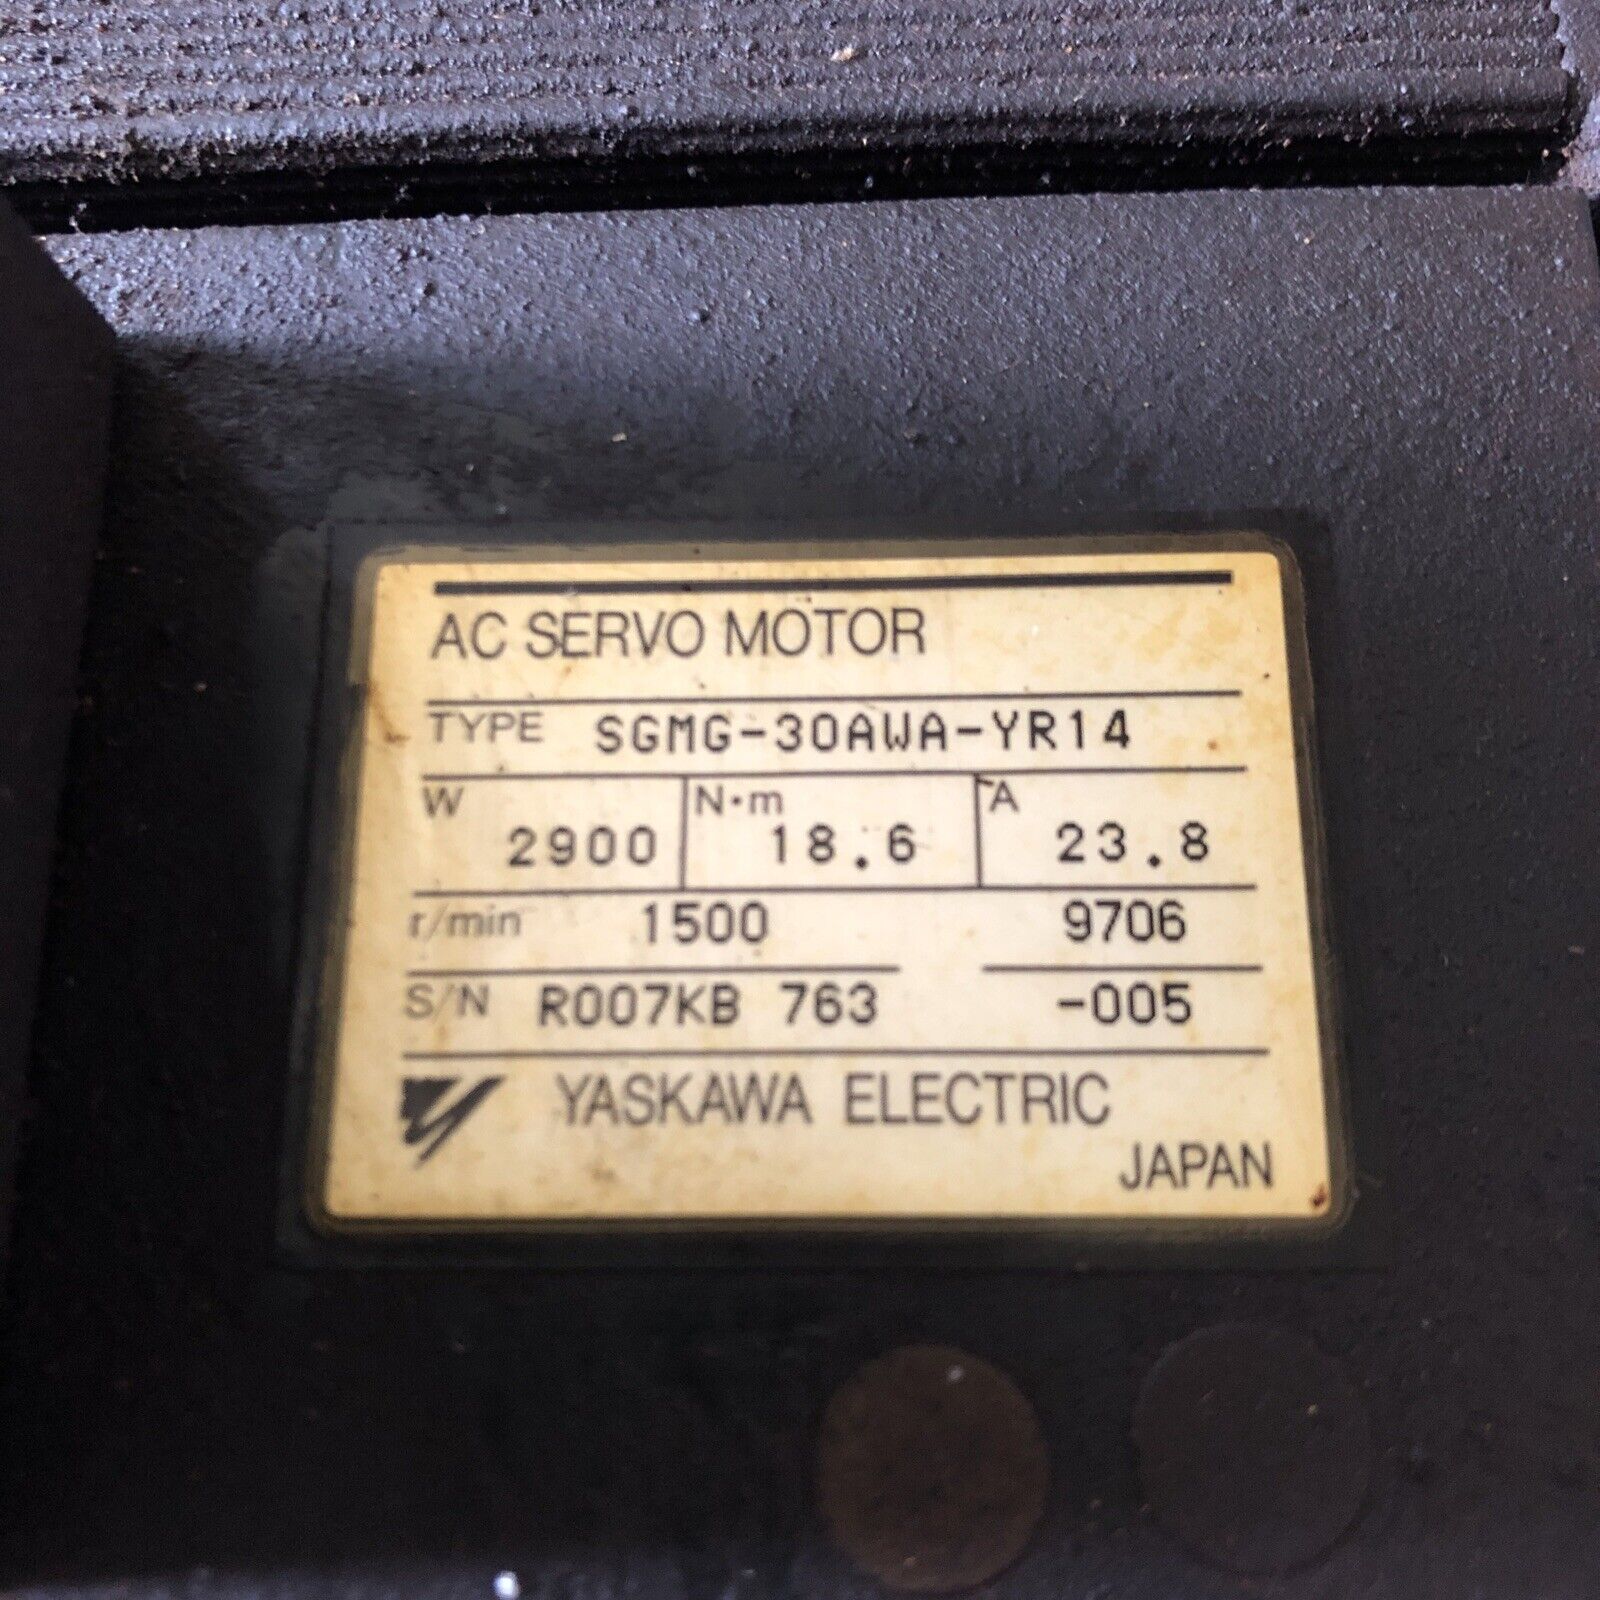 AC SERVO MOTOR
TYPE SGMG-30AWA-YR14
W 2900 N·m 18.6 A 23.8
r/min 1500 9706
S/N R007KB 763 -005
YASKAWA ELECTRIC
JAPAN